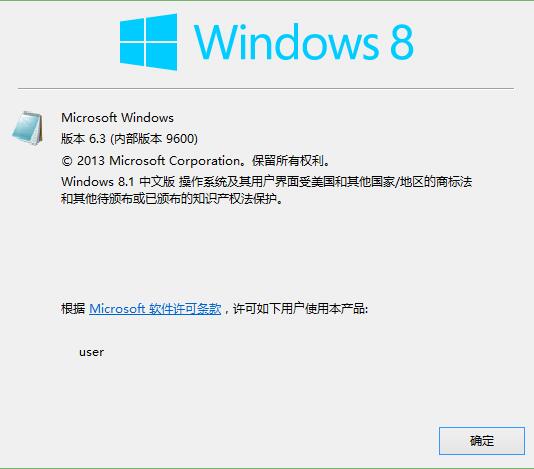 Windows 8
Microsoft Windows
版本 6.3 (内部版本 9600)
© 2013 Microsoft Corporation。保留所有权利。
Windows 8.1 中文版 操作系统及其用户界面受美国和其他国家/地区的商标法
和其他待颁布或已颁布的知识产权法保护。
根据 Microsoft 软件许可条款 , 许可如下用户使用本产品:
user
确定